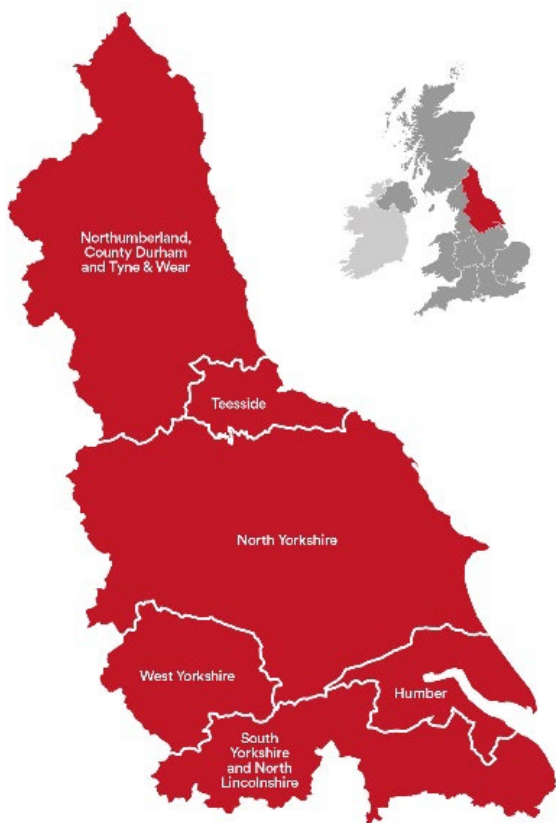 Northumberland,
County Durham
and Tyne & Wear
Teesside
North Yorkshire
West Yorkshire
Humber
South
Yorkshire
and North
Lincolnshire